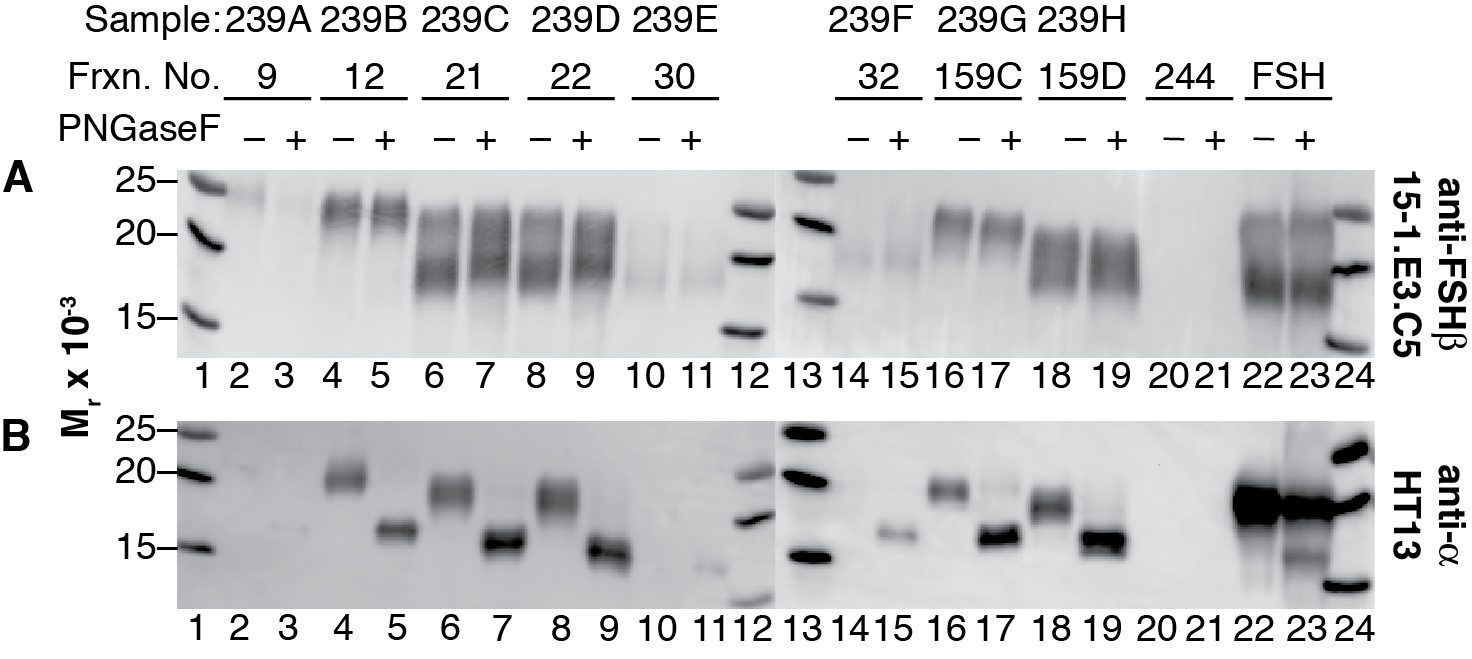 Sample: 239A 239B 239C 239D 239E 239F 239G 239H
Frxn. No. 9 12 21 22 30 32 159C 159D 244 FSH
PNGaseF − + − + − + − + − + − + − + − + − + − +
A
25
20
15
anti-FSHβ
15-1.E3.C5
1 2 3 4 5 6 7 8 9 10 11 12 13 14 15 16 17 18 19 20 21 22 23 24
Mr x 10-3
B
25
20
15
anti-α
HT13
1 2 3 4 5 6 7 8 9 10 11 12 13 14 15 16 17 18 19 20 21 22 23 24